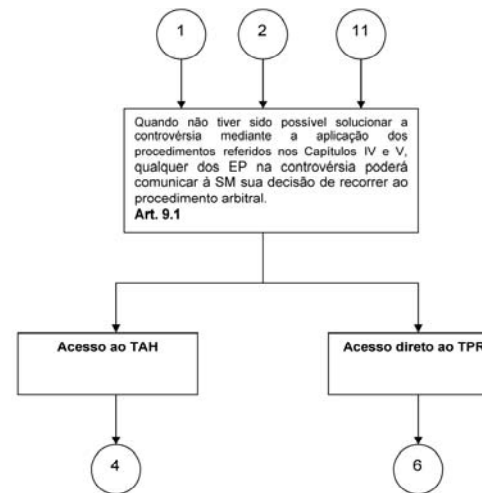 1 2 11
Quando não tiver sido possível solucionar a
controvérsia mediante a aplicação dos
procedimentos referidos nos Capítulos IV e V,
qualquer dos EP na controvérsia poderá
comunicar à SM sua decisão de recorrer ao
procedimento arbitral.
Art. 9.1
Acesso ao TAH Acesso direto ao TPR
4 6